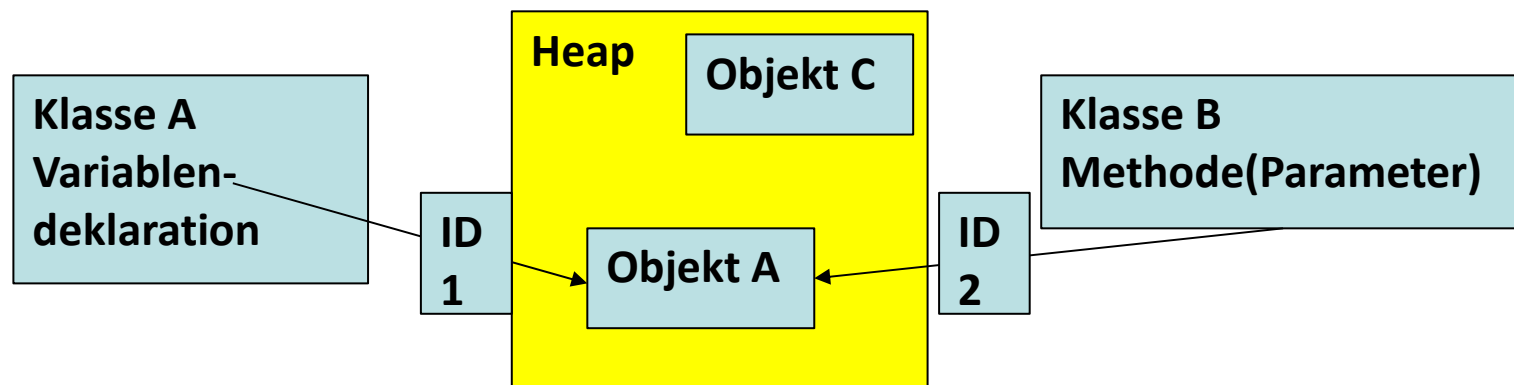 Klasse A
Variablen-
deklaration
ID
1
Heap
Objekt C
Objekt A
ID
2
Klasse B
Methode(Parameter)